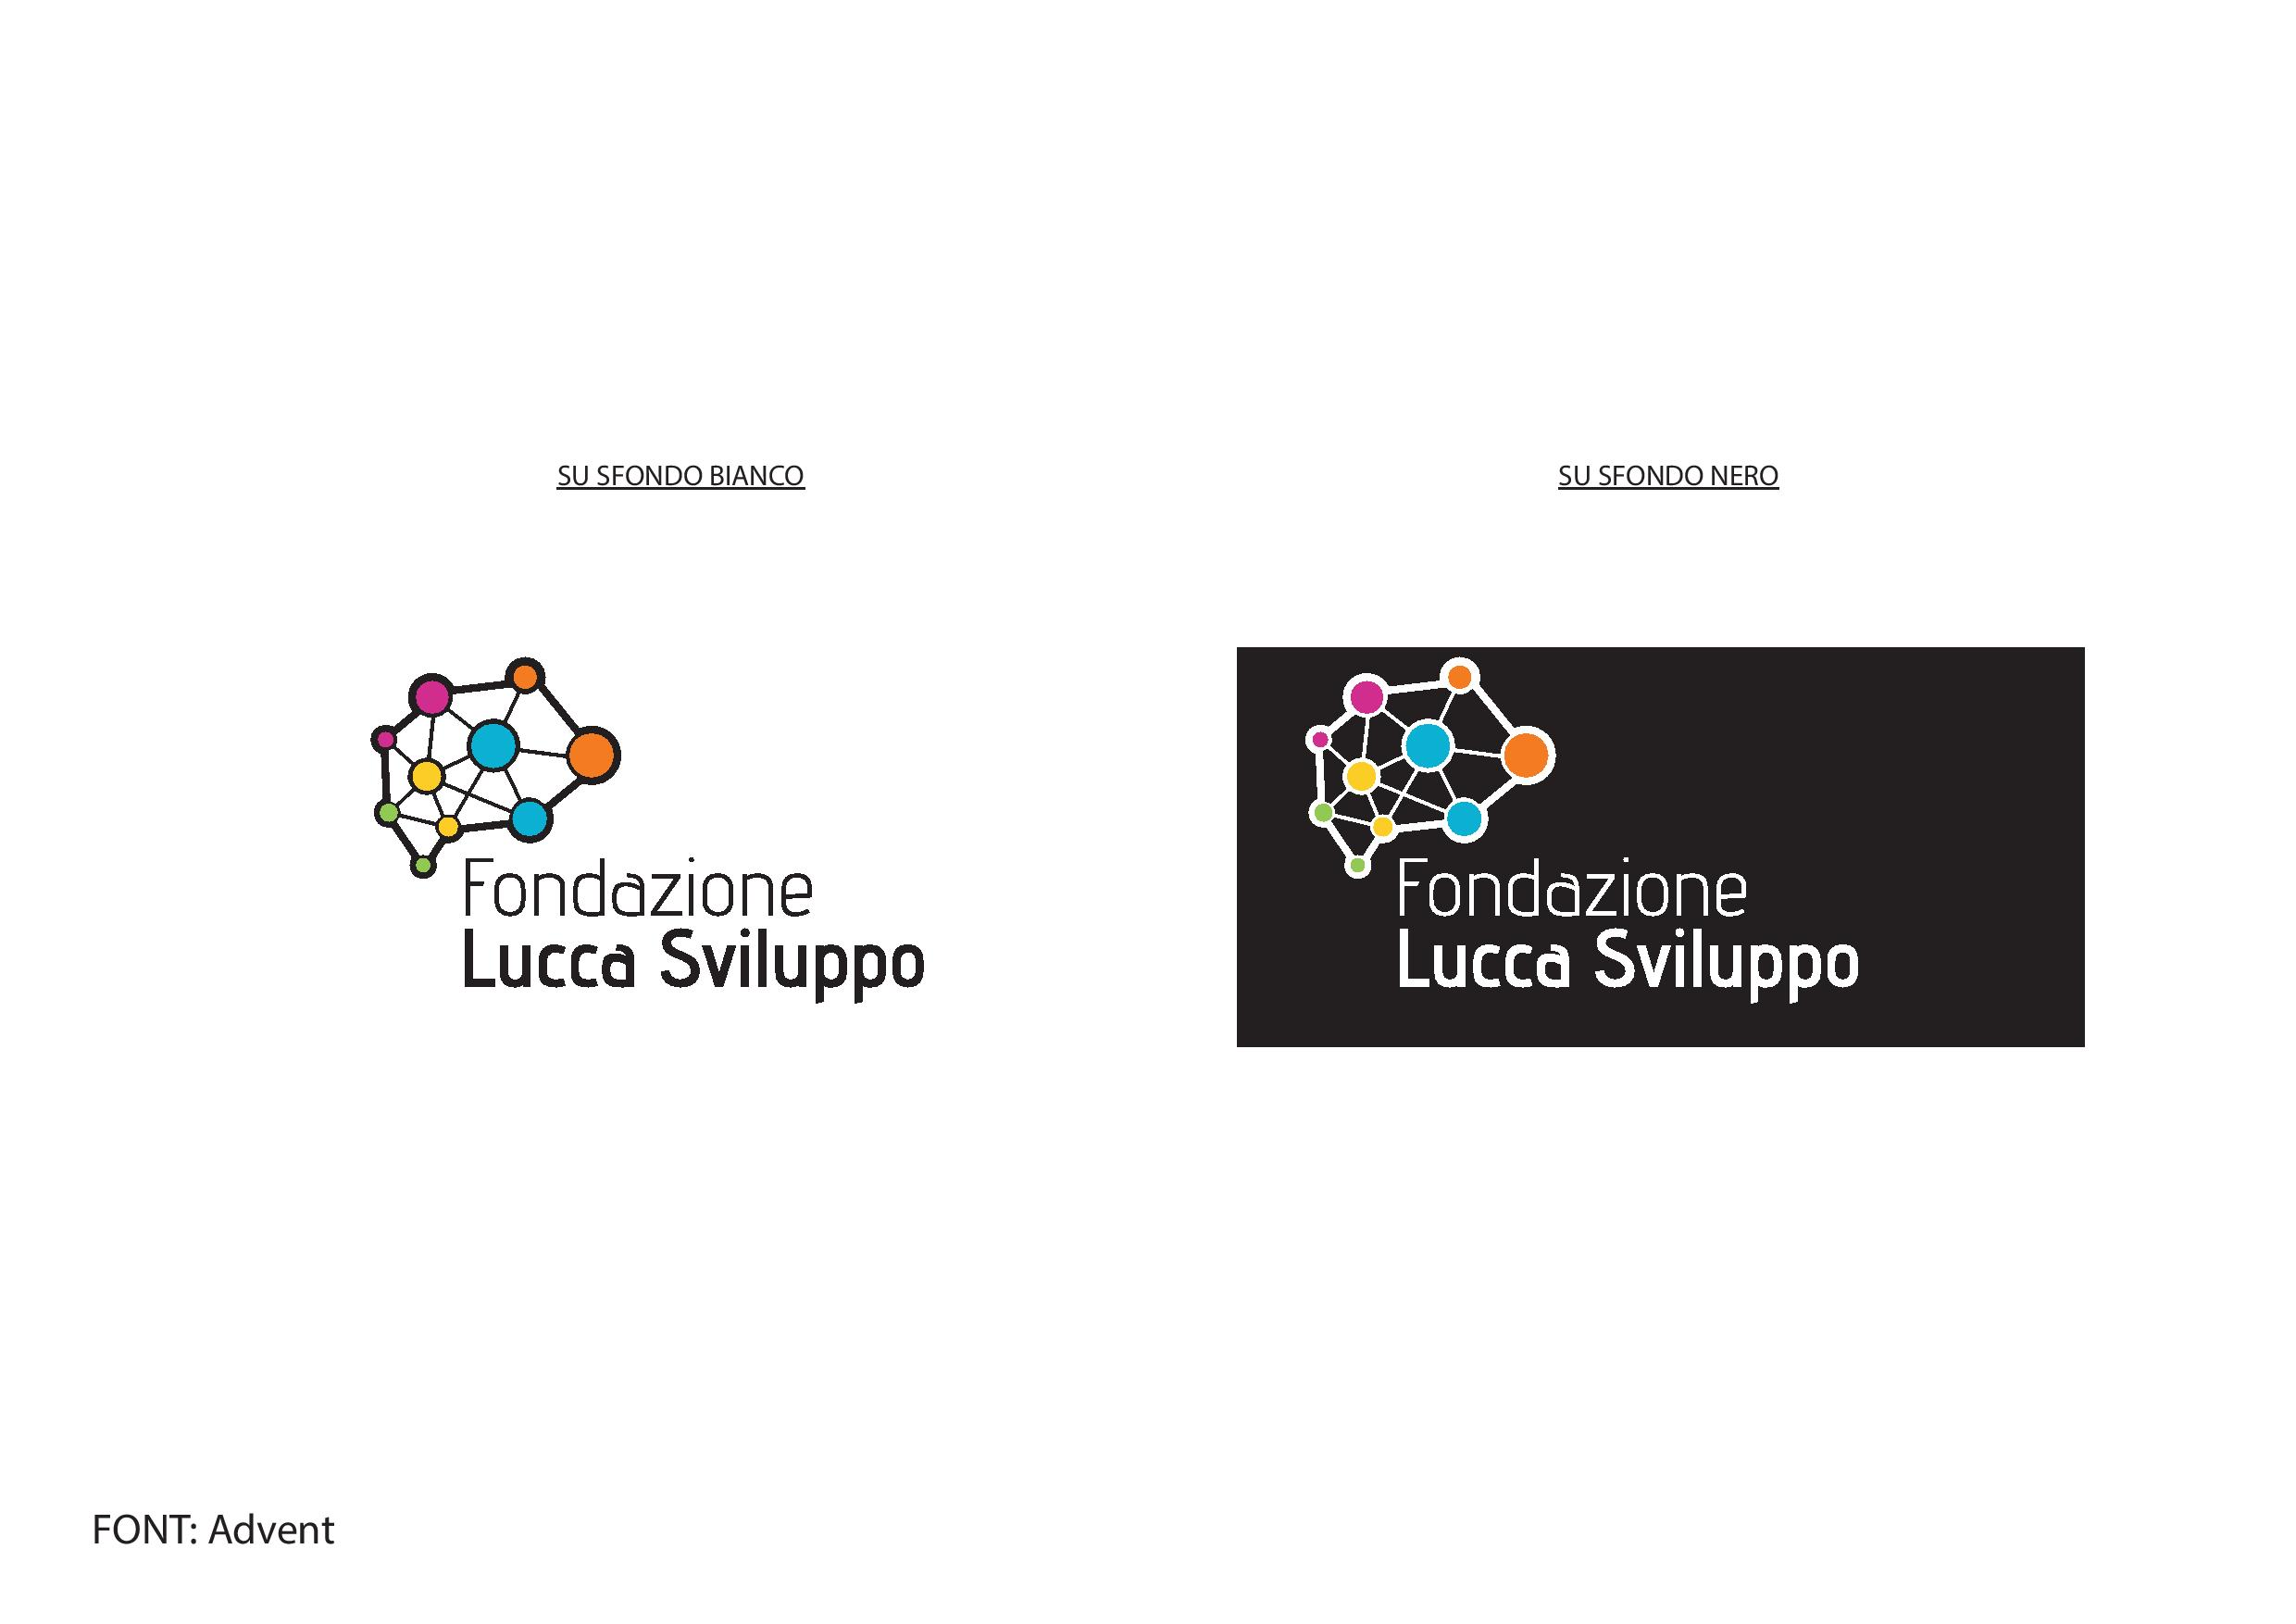 SU SFONDO BIANCO
SU SFONDO NERO
Fondazione
Lucca Sviluppo
Fondazione
Lucca Sviluppo
FONT: Advent